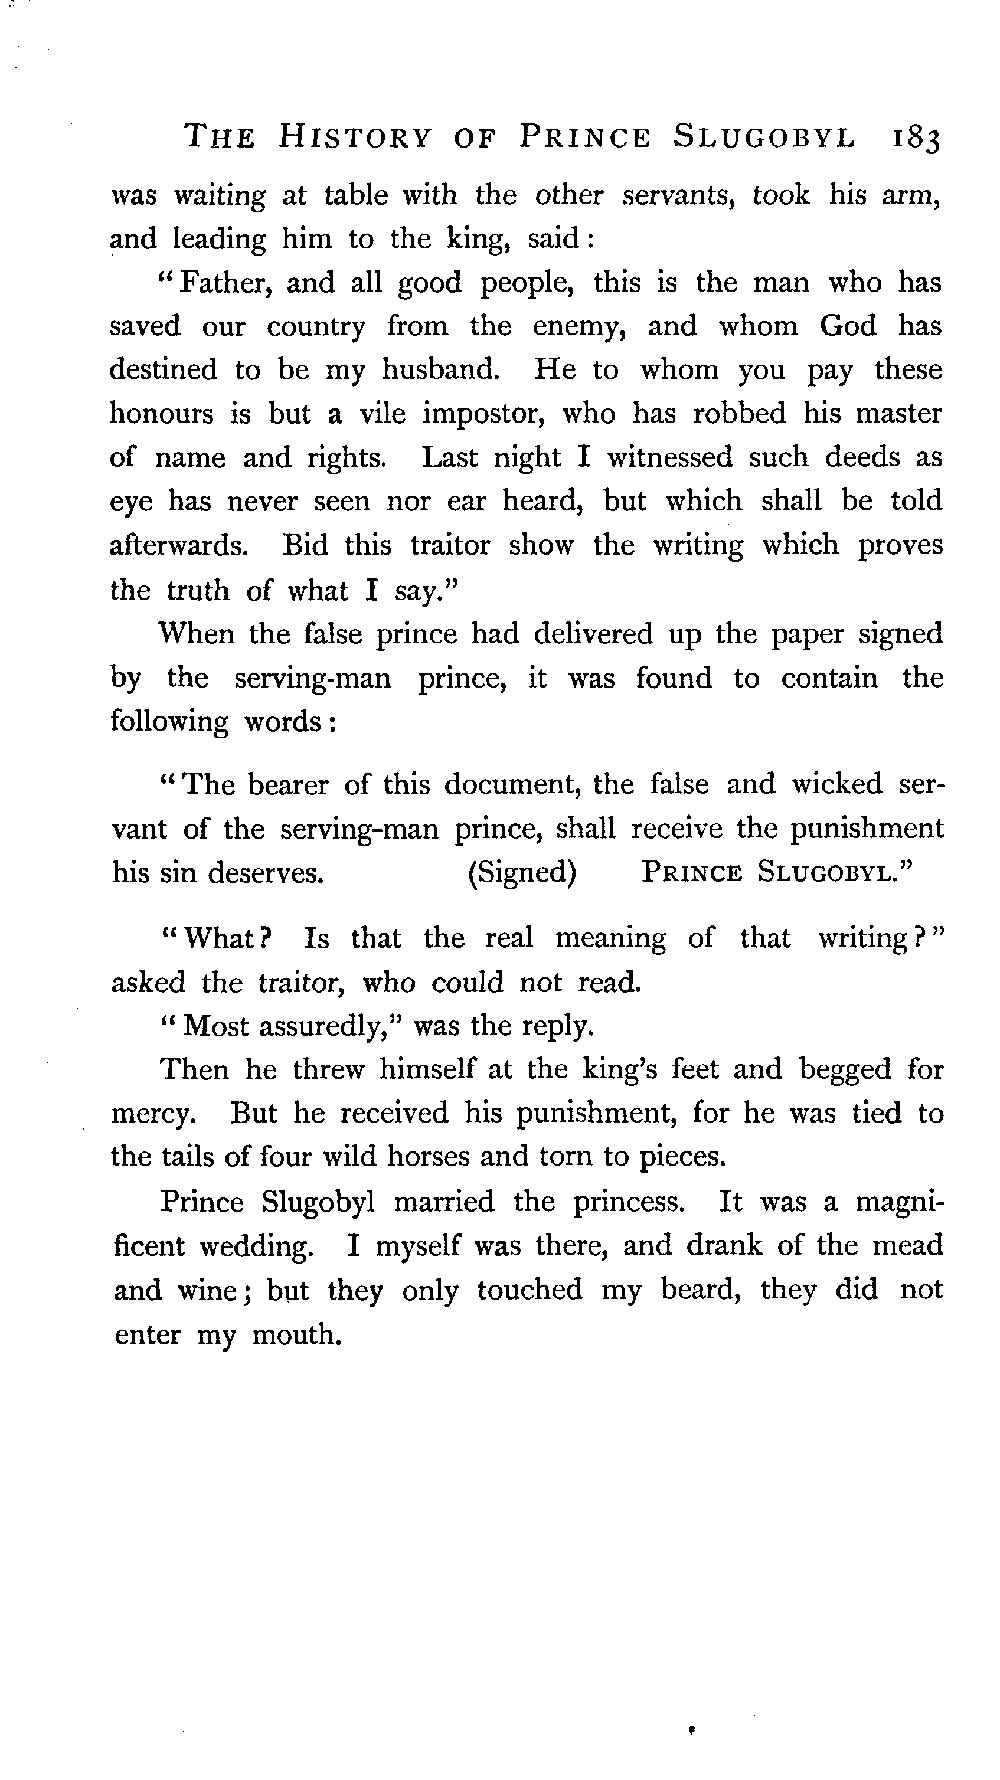 THE HISTORY OF PRINCE SLUGOBYL 183
was waiting at table with the other servants, took his arm,
and leading him to the king, said :
“ Father, and all good people, this is the man who has
saved our country from the enemy, and whom God has
destined to be my husband. He to whom you pay these
honours is but a vile impostor, who has robbed his master
of name and rights. Last night I witnessed such deeds as
eye has never seen nor ear heard, but which shall be told
afterwards. Bid this traitor show the writing which proves
the truth of what I say.”
When the false prince had delivered up the paper signed
by the serving-man prince, it was found to contain the
following words :
“ The bearer of this document, the false and wicked ser-
vant of the serving-man prince, shall receive the punishment
his sin deserves. (Signed) PRINCE SLUGOBYL.”
“ What ? Is that the real meaning of that writing ? ”
asked the traitor, who could not read.
“ Most assuredly,” was the reply.
Then he threw himself at the king’s feet and begged for
mercy. But he received his punishment, for he was tied to
the tails of four wild horses and torn to pieces.
Prince Slugobyl married the princess. It was a magni-
ficent wedding. I myself was there, and drank of the mead
and wine ; but they only touched my beard, they did not
enter my mouth.